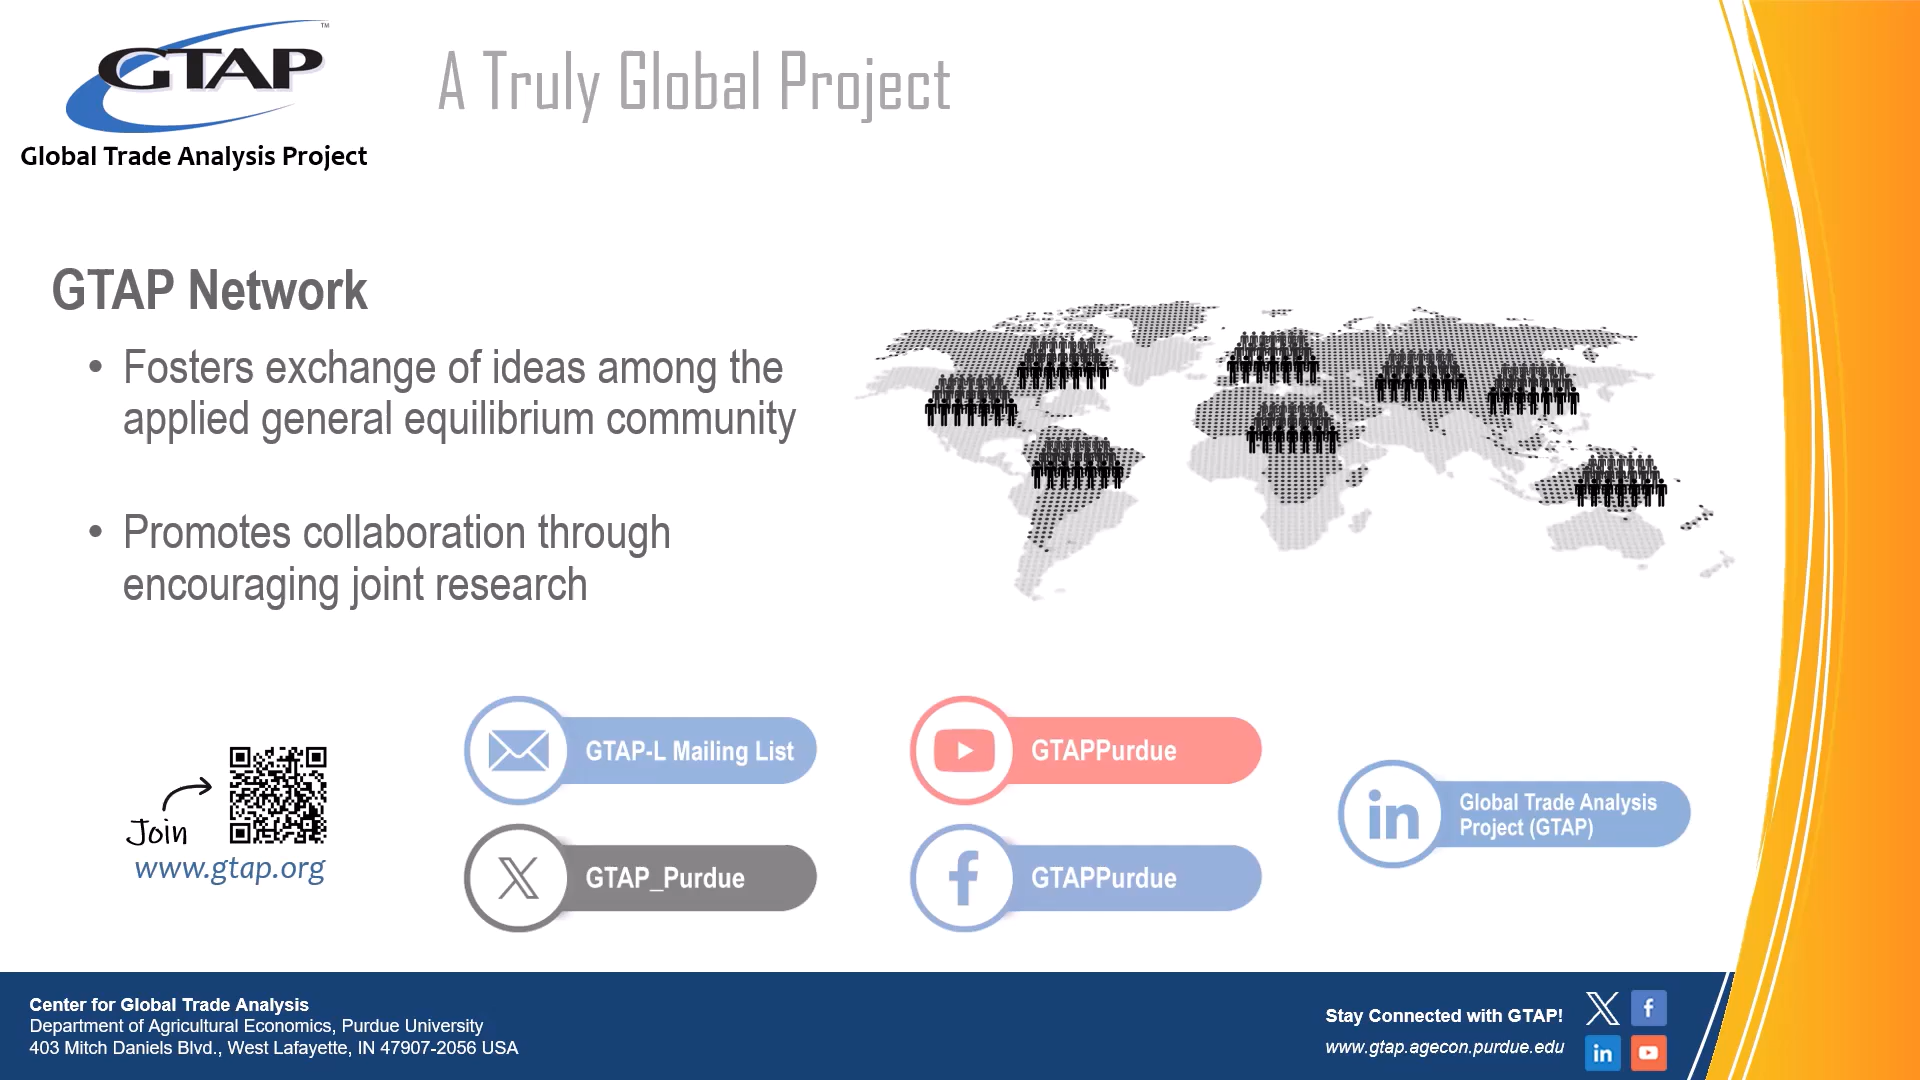 GTAP™
Global Trade Analysis Project
A Truly Global Project
GTAP Network
• Fosters exchange of ideas among the
applied general equilibrium community
• Promotes collaboration through
encouraging joint research
Join
www.gtap.org
GTAP-L Mailing List
GTAPPurdue
GTAP_Purdue
GTAPPurdue
Global Trade Analysis
Project (GTAP)
Center for Global Trade Analysis
Department of Agricultural Economics, Purdue University
403 Mitch Daniels Blvd., West Lafayette, IN 47907-2056 USA
Stay Connected with GTAP!
www.gtap.agecon.purdue.edu